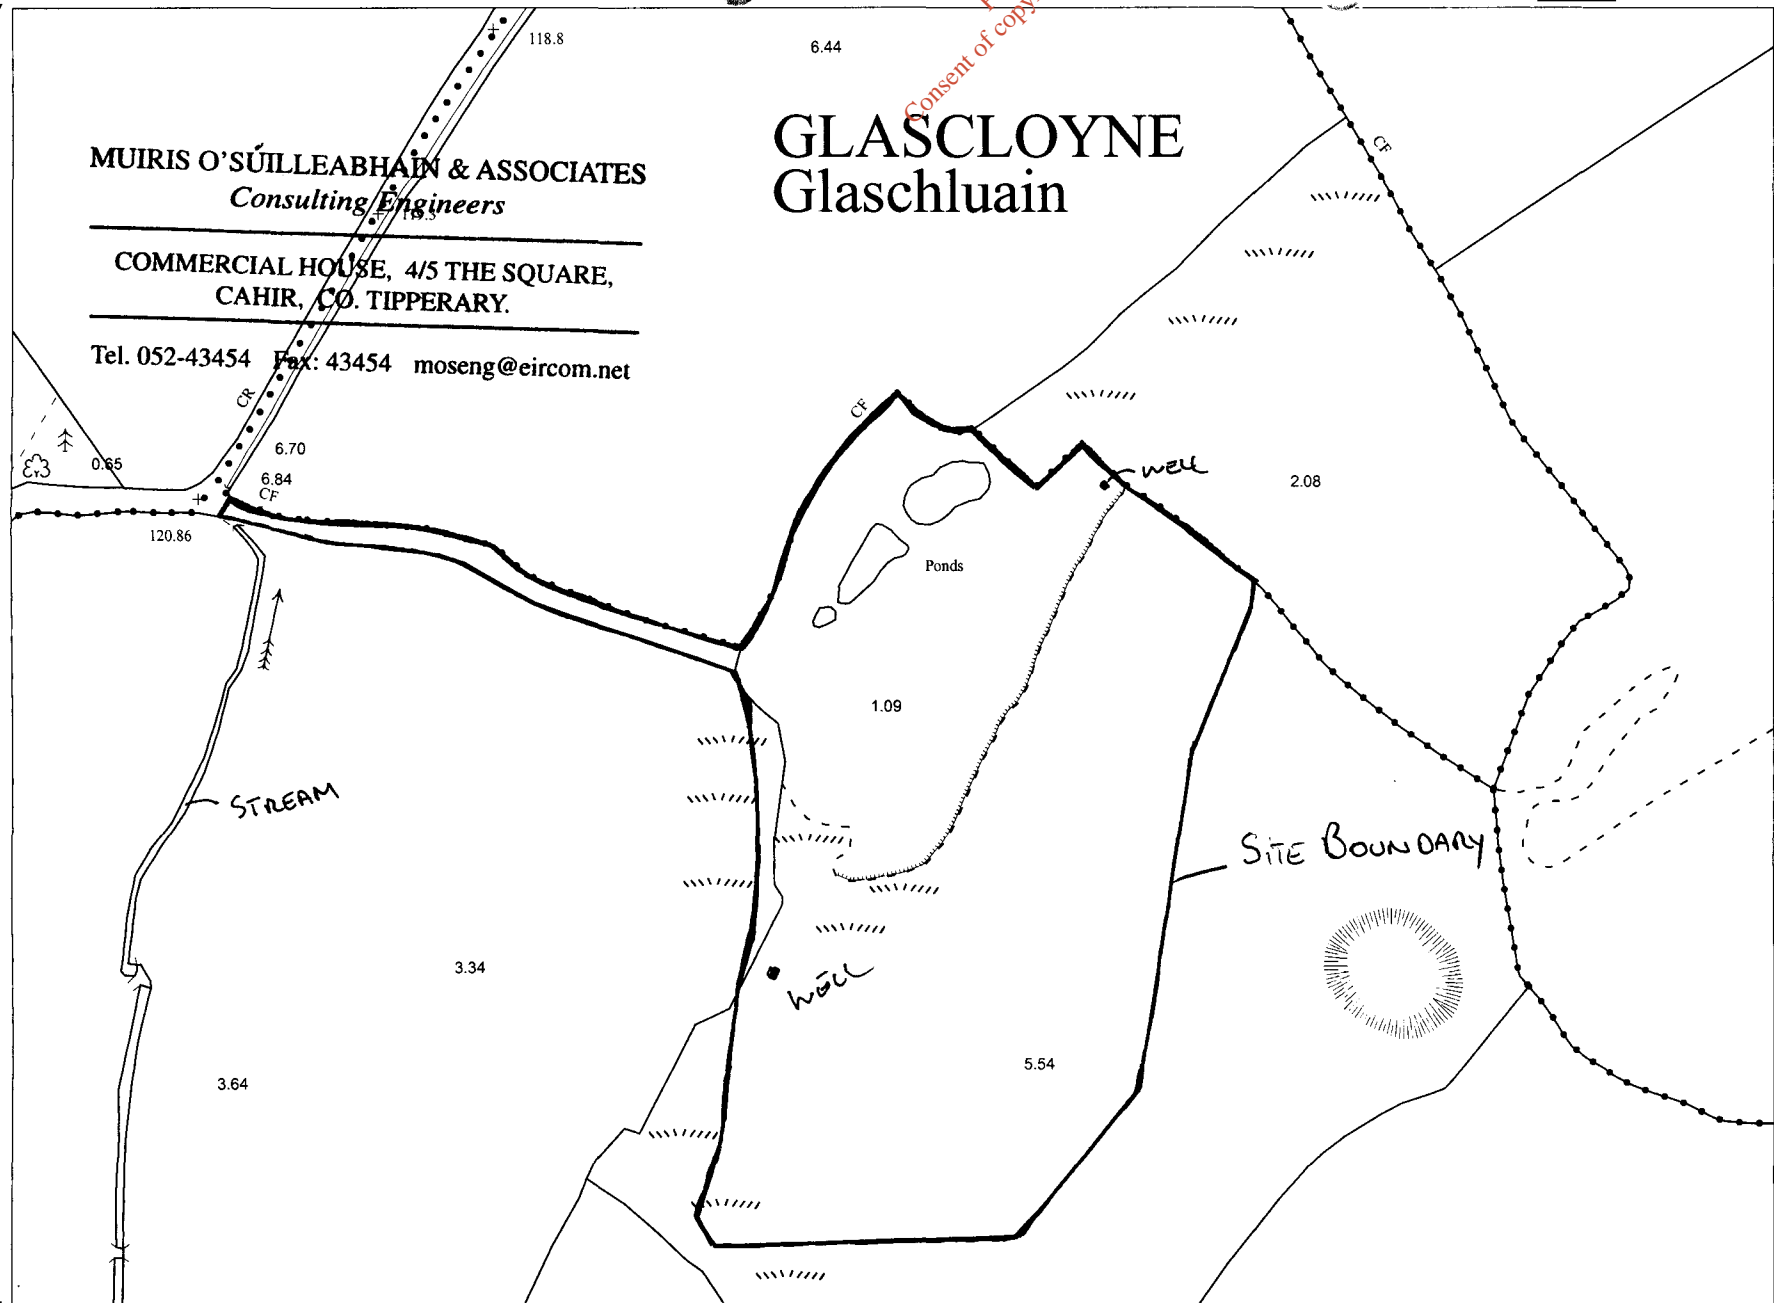 118.8
6.44
Consent of copy
GLASCLOYNE
Glaschluain
CF
MUIRIS O'SÚILLEABHAIN & ASSOCIATES
Consulting Engineers
COMMERCIAL HOUSE, 4/5 THE SQUARE,
CAHIR, CO. TIPPERARY.
Tel. 052-43454 Fax: 43454 moseng@eircom.net
CR
CF
6.70
0.65
6.84
CF
WELL
2.08
120.86
Ponds
1.09
STREAM
SITE BOUNDARY
3.34
WELL
5.54
3.64